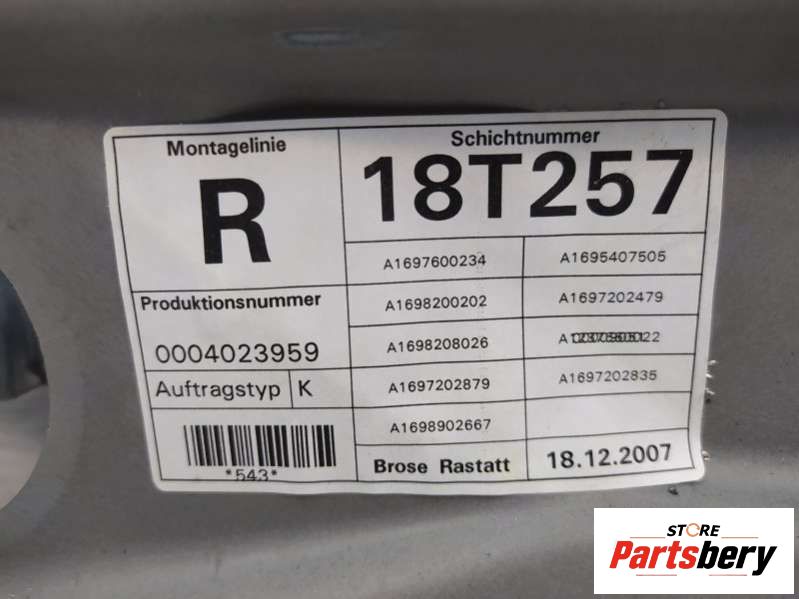 Montagelinie
R
Schichtnummer
18T257
Produktionsnummer
0004023959
Auftragstyp K
*543*
A1697600234 A1695407505
A1698200202 A1697202479
A1698208026
A1697202879 A1697202835
A1698902667
Brose Rastatt 18.12.2007
STORE
Partsbery